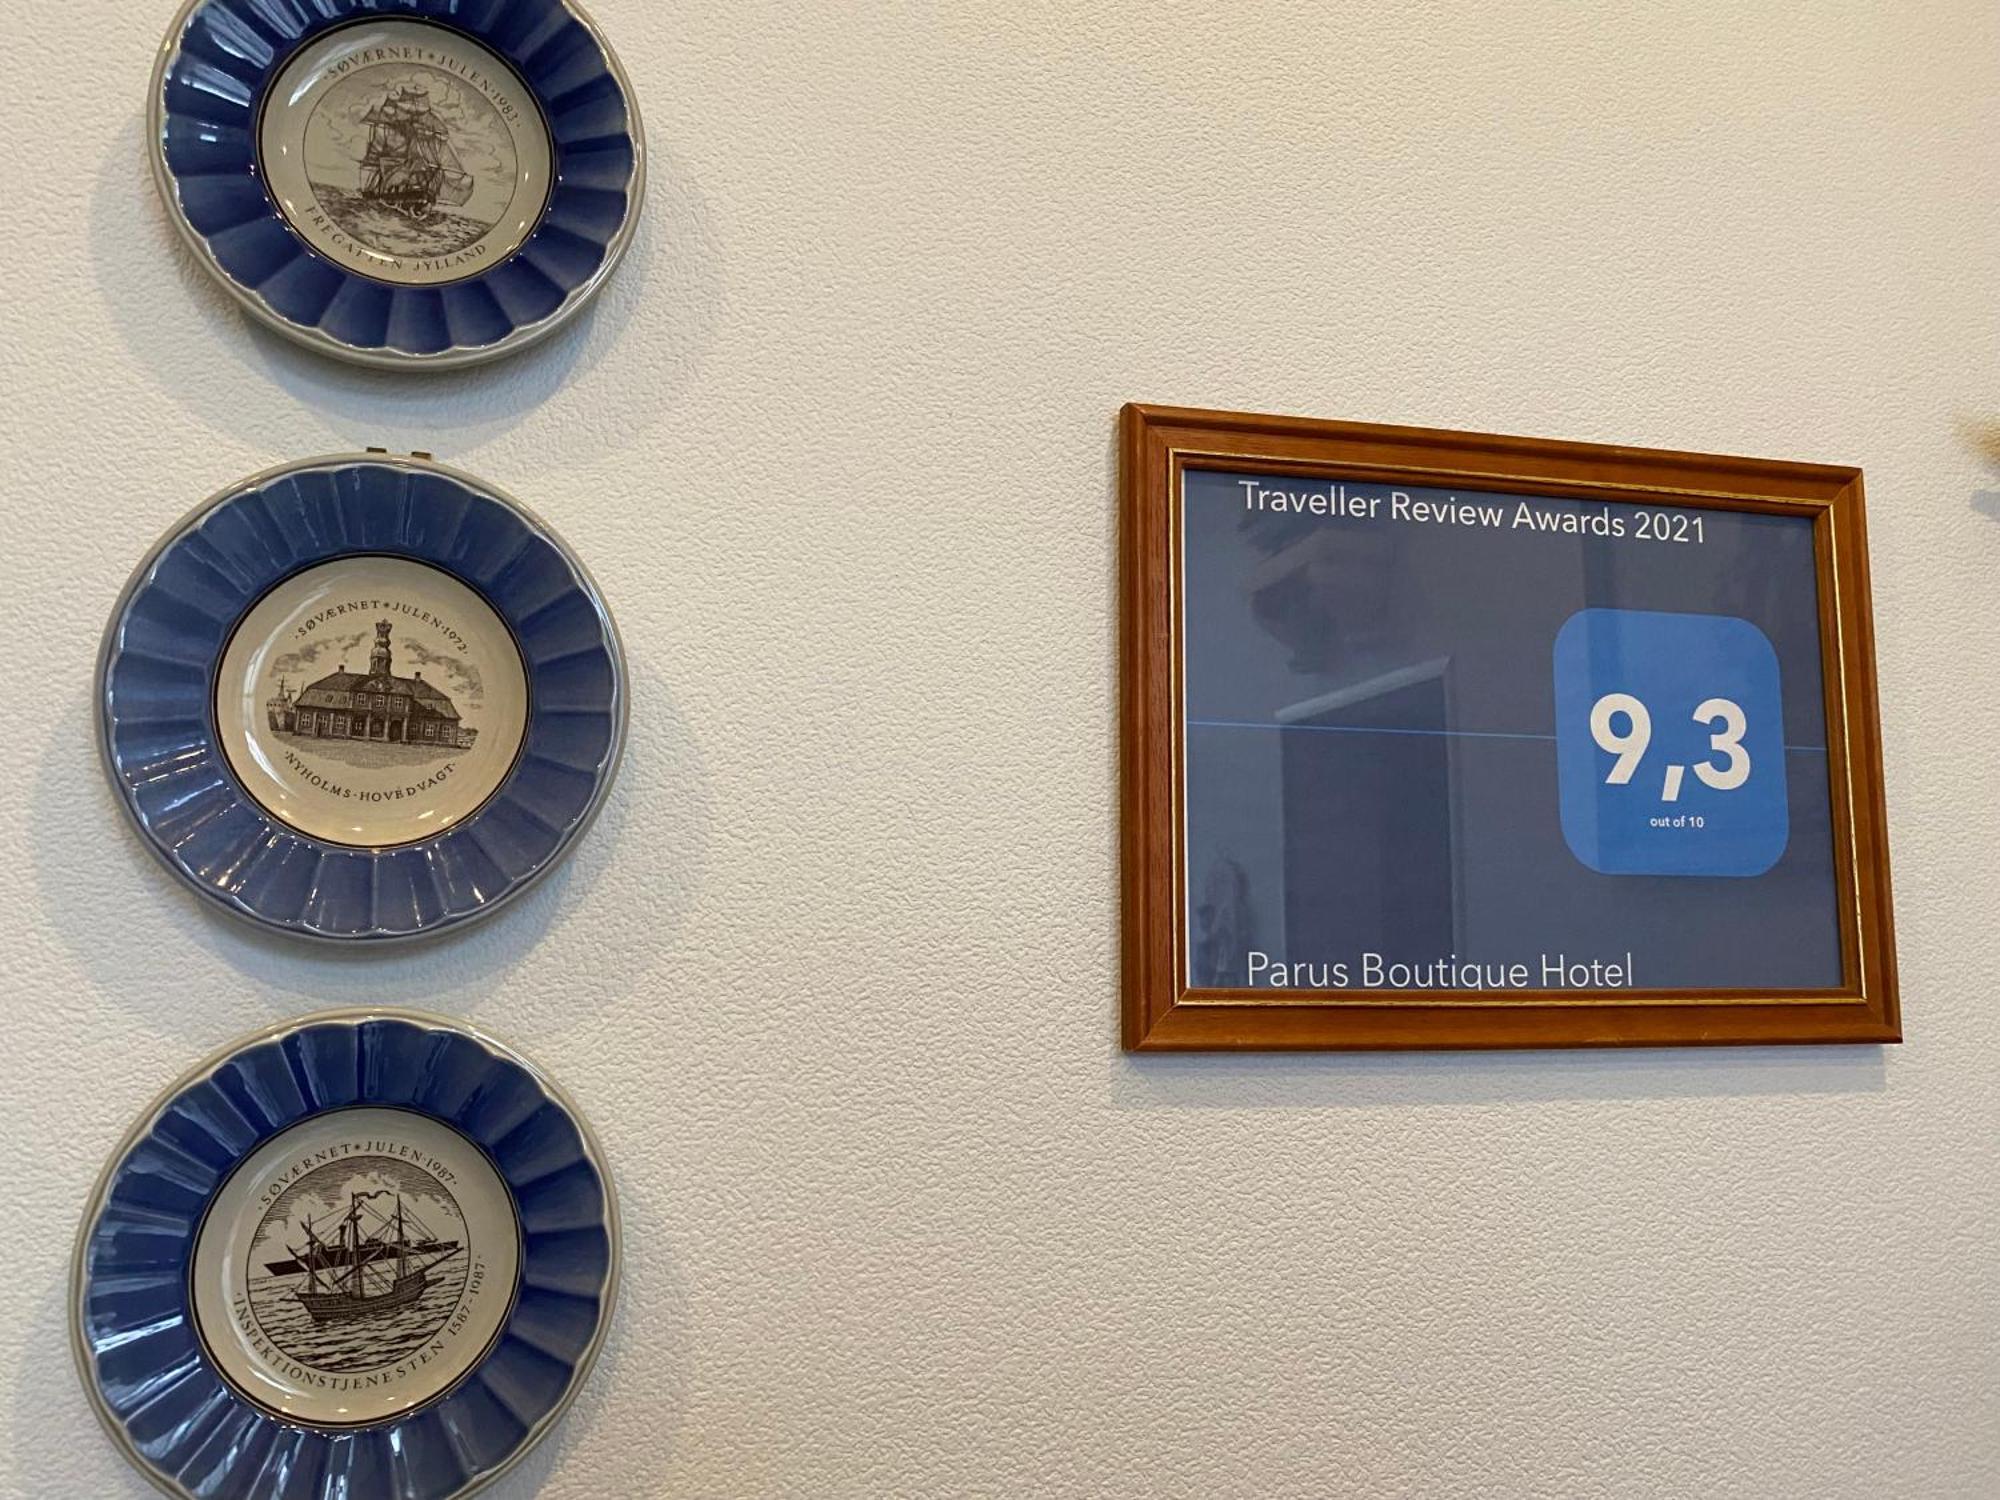 ·SØVÆRNET*JULEN·1983·
FREGATTEN JYLLAND
·SØVÆRNET*JULEN·1972·
·NYHOLMS·HOVEDVAGT·
·SØVÆRNET*JULEN·1987·
·INSPEKTIONSTJENESTEN 1587-1987·
Traveller Review Awards 2021
9,3
out of 10
Parus Boutique Hotel